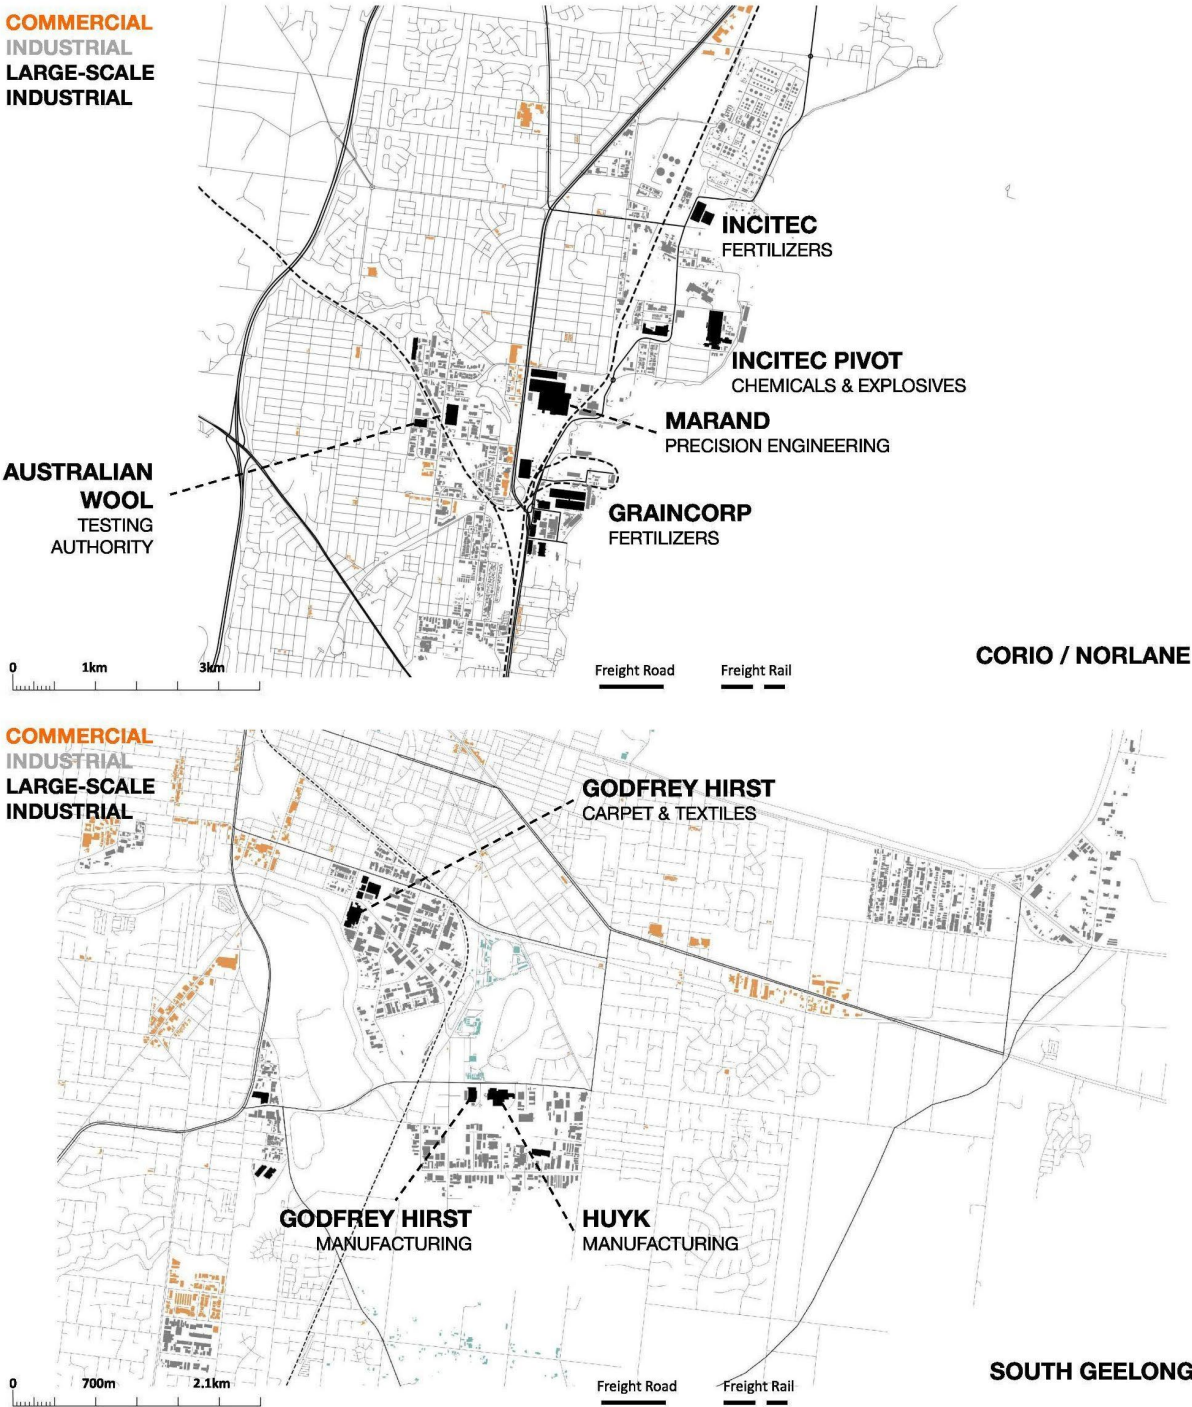 COMMERCIAL
INDUSTRIAL
LARGE-SCALE
INDUSTRIAL
INCITEC
FERTILIZERS
INCITEC PIVOT
CHEMICALS & EXPLOSIVES
MARAND
PRECISION ENGINEERING
AUSTRALIAN
WOOL
TESTING
AUTHORITY
GRAINCORP
FERTILIZERS
CORIO / NORLANE
0 1km 3km
Freight Road Freight Rail
COMMERCIAL
INDUSTRIAL
LARGE-SCALE
INDUSTRIAL
GODFREY HIRST
CARPET & TEXTILES
GODFREY HIRST
MANUFACTURING
HUYK
MANUFACTURING
SOUTH GEELONG
0 700m 2.1km
Freight Road Freight Rail